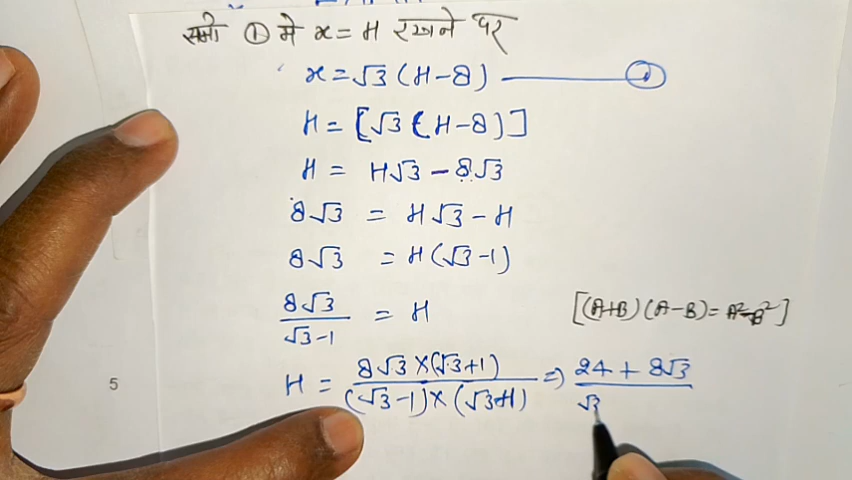 समी ① मे x = H रखने पर
x = √3 (H - 8) ——— ①
H = [√3 (H - 8)]
H = H√3 - 8√3
8√3 = H√3 - H
8√3 = H(√3 - 1)
8√3/√3-1 = H
[(A+B)(A-B) = A²-B²]
H = 8√3 × (√3+1)/(√3-1) × (√3+1) ⇒ 24 + 8√3/√3
5